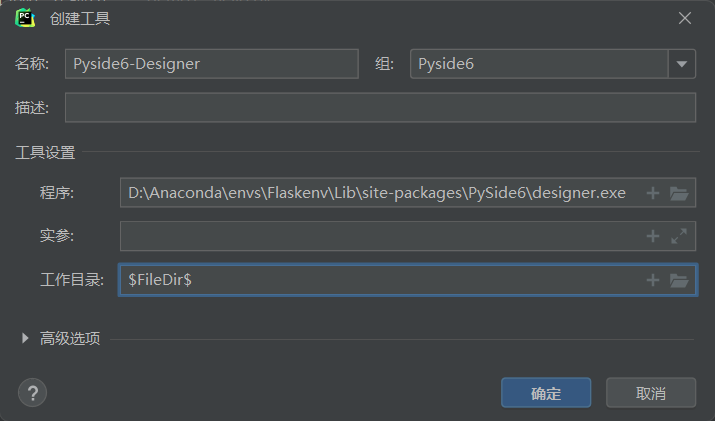 PC
创建工具
名称: Pyside6-Designer 组: Pyside6
描述:
工具设置
程序: D:\Anaconda\envs\Flaskenv\Lib\site-packages\PySide6\designer.exe
实参:
工作目录: $FileDir$
高级选项
? 确定 取消